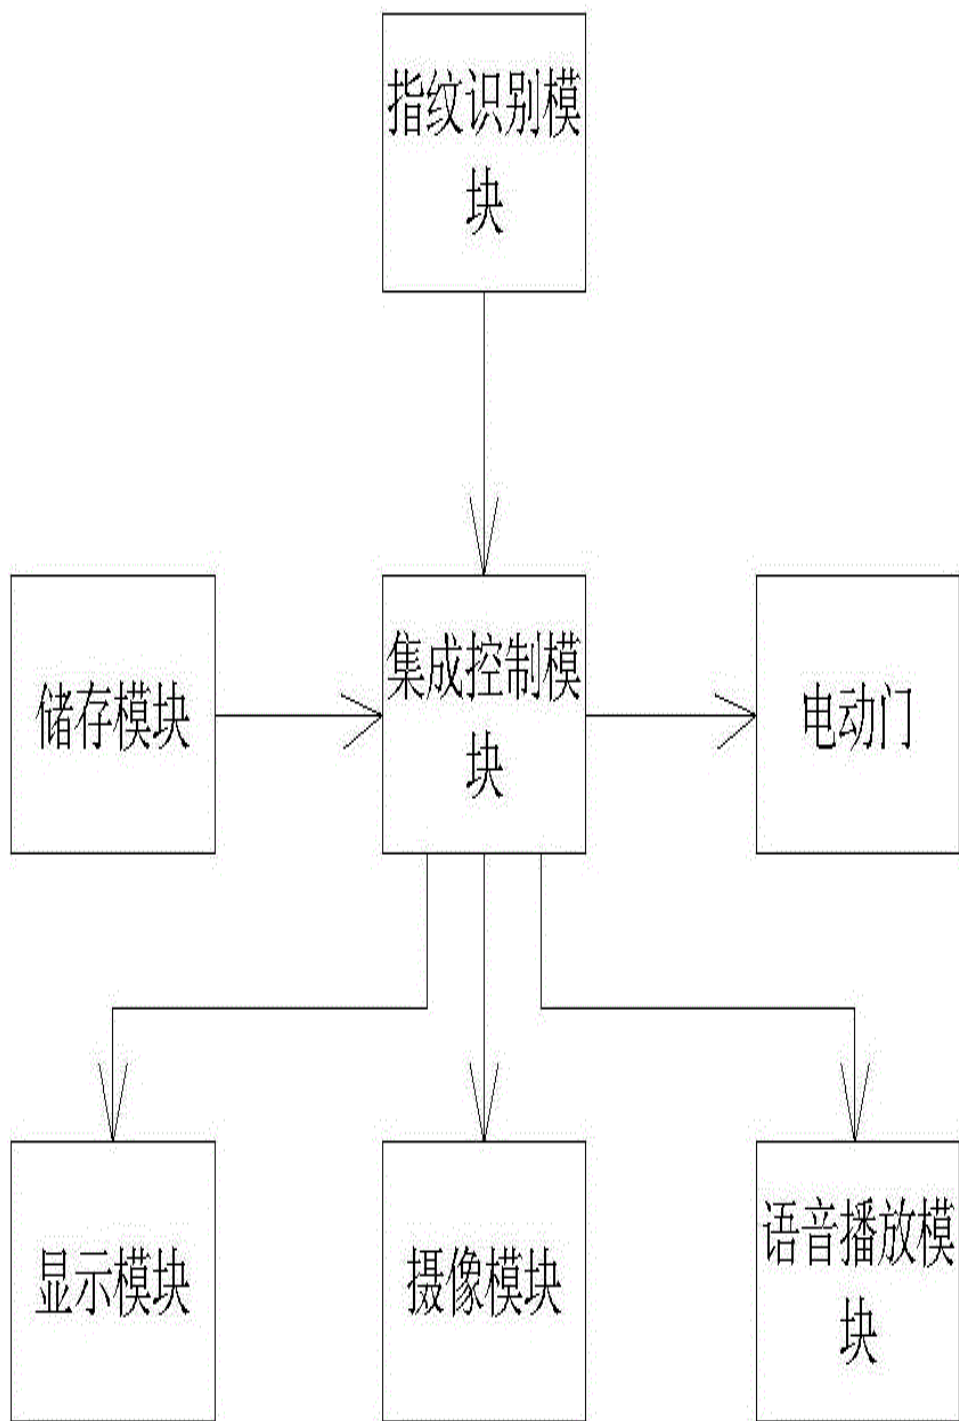 指纹识别模
块
储存模块
集成控制模
块
电动门
显示模块
摄像模块
语音播放模
块